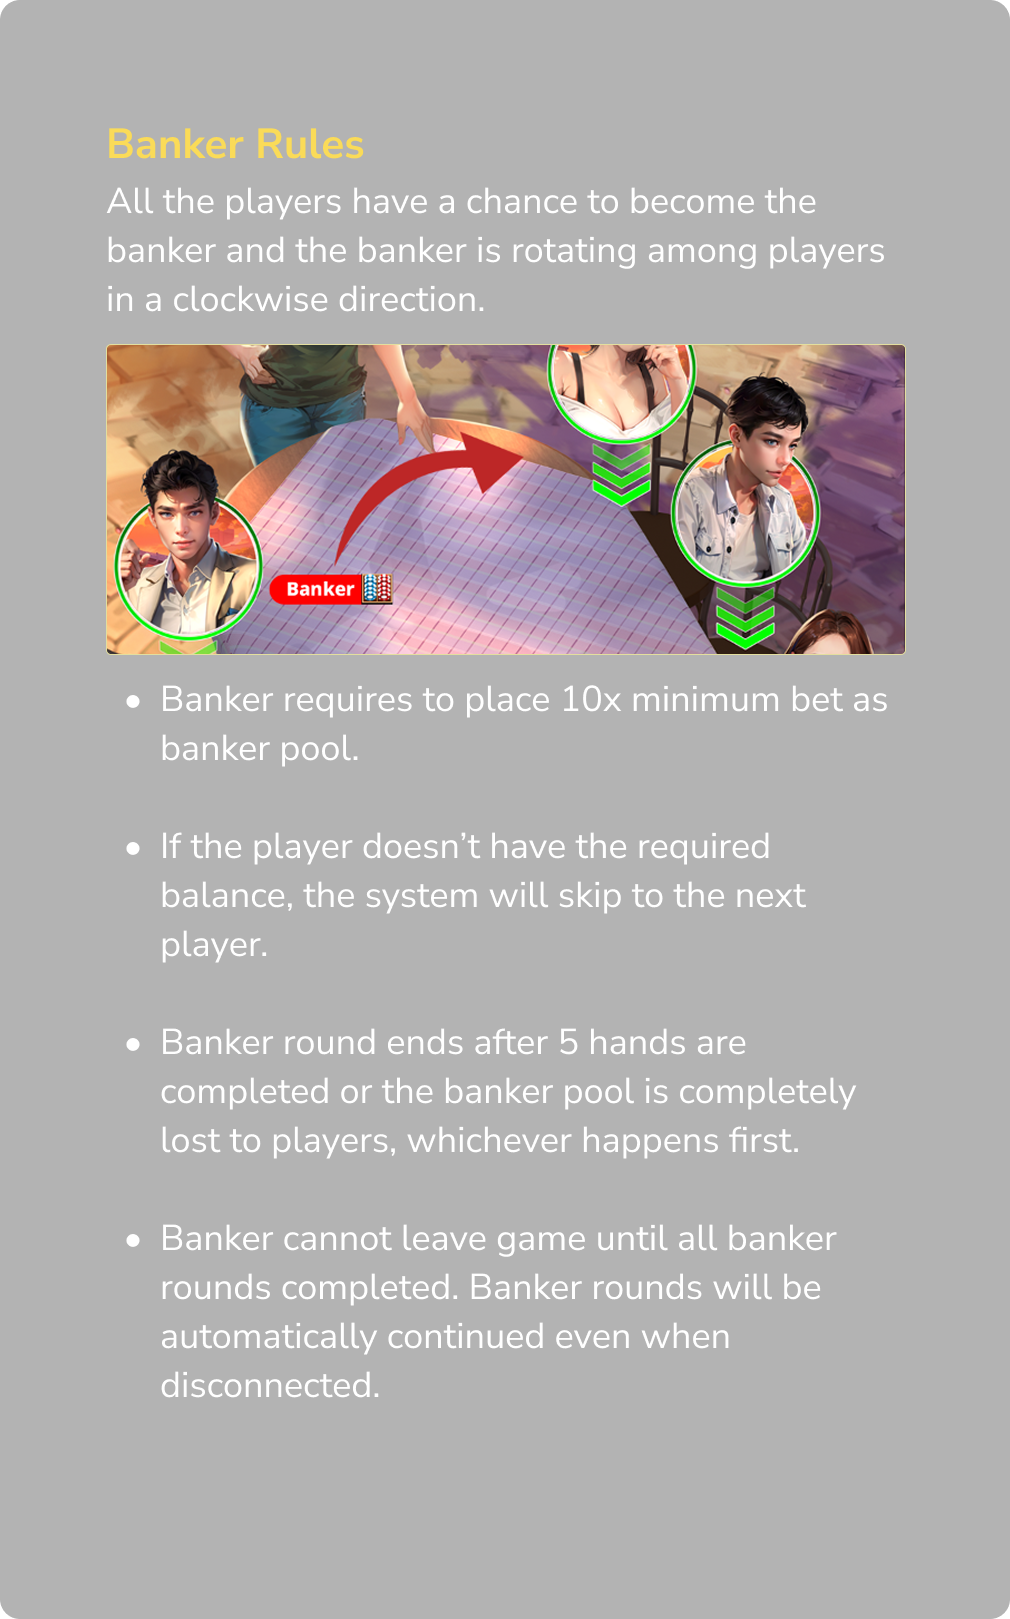 Banker Rules
All the players have a chance to become the
banker and the banker is rotating among players
in a clockwise direction.
Banker
• Banker requires to place 10x minimum bet as
banker pool.
• If the player doesn’t have the required
balance, the system will skip to the next
player.
• Banker round ends after 5 hands are
completed or the banker pool is completely
lost to players, whichever happens first.
• Banker cannot leave game until all banker
rounds completed. Banker rounds will be
automatically continued even when
disconnected.